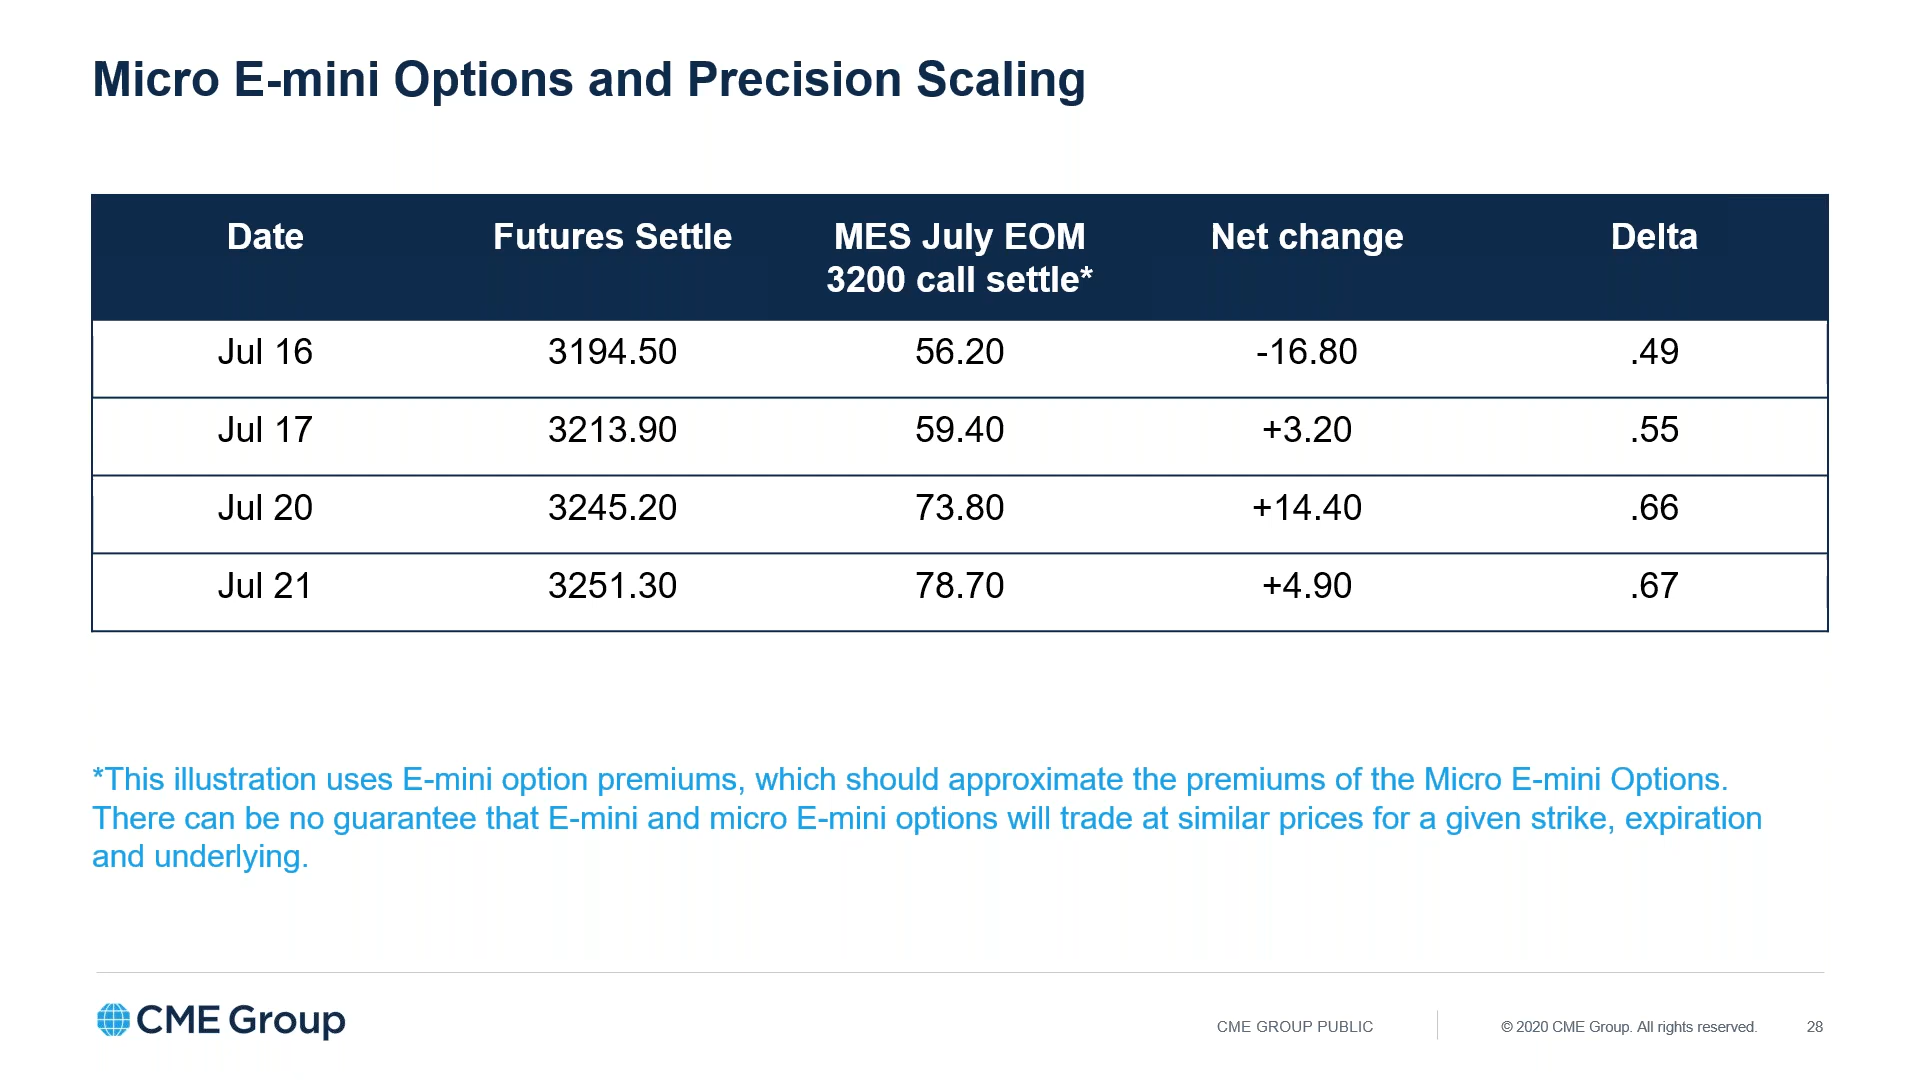 Micro E-mini Options and Precision Scaling
Date Futures Settle MES July EOM 3200 call settle* Net change Delta
Jul 16 3194.50 56.20 -16.80 .49
Jul 17 3213.90 59.40 +3.20 .55
Jul 20 3245.20 73.80 +14.40 .66
Jul 21 3251.30 78.70 +4.90 .67
*This illustration uses E-mini option premiums, which should approximate the premiums of the Micro E-mini Options.
There can be no guarantee that E-mini and micro E-mini options will trade at similar prices for a given strike, expiration
and underlying.
CME Group
CME GROUP PUBLIC
© 2020 CME Group. All rights reserved.
28